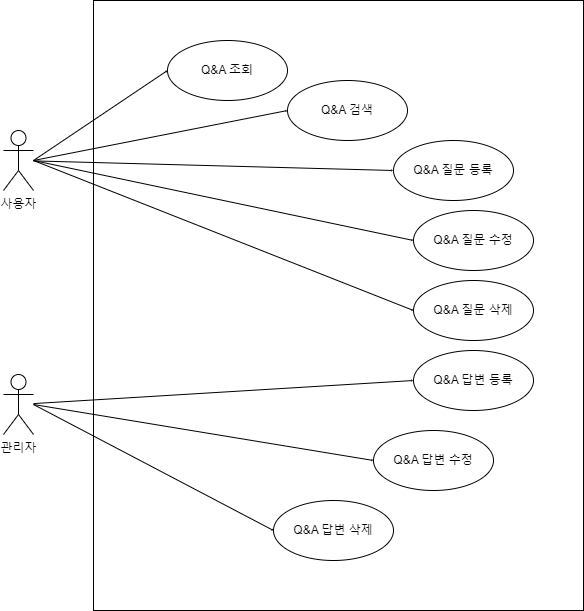 Q&A 조회
Q&A 검색
Q&A 질문 등록
사용자
Q&A 질문 수정
Q&A 질문 삭제
Q&A 답변 등록
관리자
Q&A 답변 수정
Q&A 답변 삭제